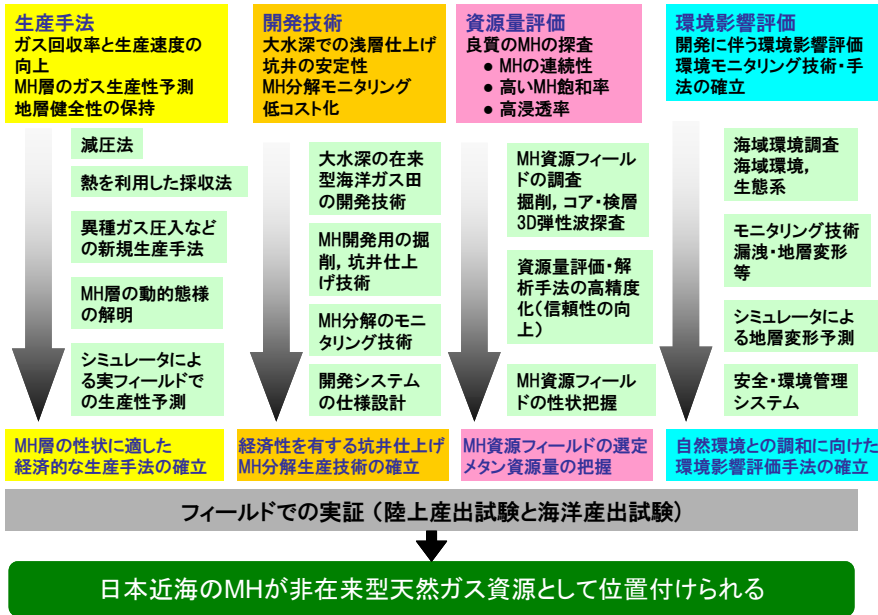 生産手法
ガス回収率と生産速度の
向上
MH層のガス生産性予測
地層健全性の保持
減圧法
熱を利用した採収法
異種ガス圧入など
の新規生産手法
MH層の動的態様
の解明
シミュレータによ
る実フィールドで
の生産性予測
MH層の性状に適した
経済的な生産手法の確立
開発技術
大水深での浅層仕上げ
坑井の安定性
MH分解モニタリング
低コスト化
大水深の在来
型海洋ガス田
の開発技術
MH開発用の掘
削，坑井仕上
げ技術
MH分解のモニ
タリング技術
開発システム
の仕様設計
経済性を有する坑井仕上げ
MH分解生産技術の確立
資源量評価
良質のMHの探査
● MHの連続性
● 高いMH飽和率
● 高浸透率
MH資源フィール
ドの調査
掘削，コア・検層
3D弾性波探査
資源量評価・解
析手法の高精度
化（信頼性の向
上）
MH資源フィール
ドの性状把握
MH資源フィールドの選定
メタン資源量の把握
環境影響評価
開発に伴う環境影響評価
環境モニタリング技術・手
法の確立
海域環境調査
海域環境，
生態系
モニタリング技術
漏洩・地層変形
等
シミュレータによ
る地層変形予測
安全・環境管理
システム
自然環境との調和に向けた
環境影響評価手法の確立
フィールドでの実証（陸上産出試験と海洋産出試験）
日本近海のMHが非在来型天然ガス資源として位置付けられる